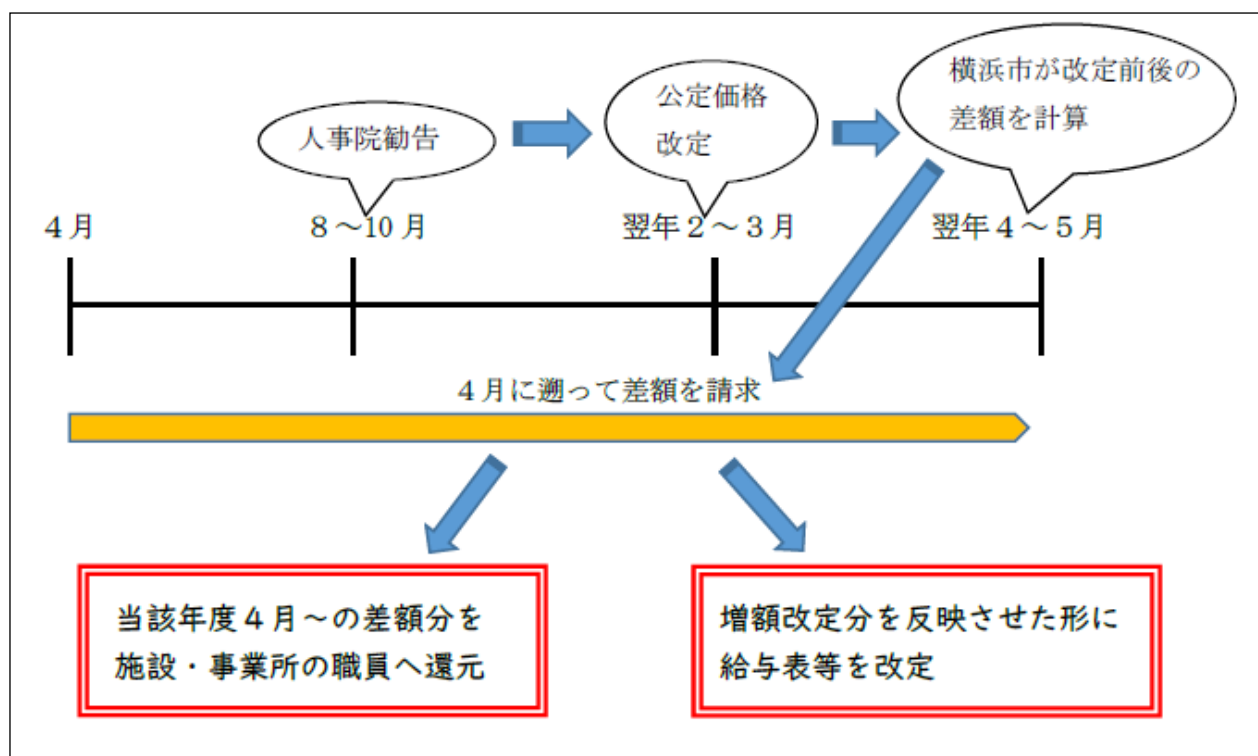 横浜市が改定前後の
差額を計算
公定価格
改定
人事院勧告
4月
8～10月
翌年2～3月
翌年4～5月
4月に遡って差額を請求
当該年度4月～の差額分を
施設・事業所の職員へ還元
増額改定分を反映させた形に
給与表等を改定